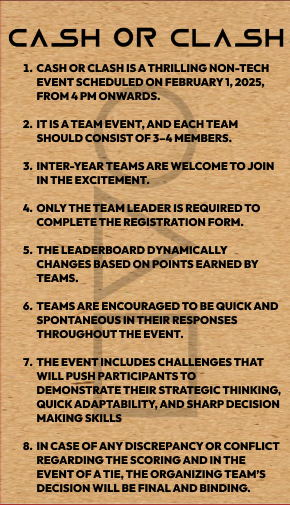 CASH OR CLASH
1. CASH OR CLASH IS A THRILLING NON-TECH
EVENT SCHEDULED ON FEBRUARY 1, 2025,
FROM 4 PM ONWARDS.
2. IT IS A TEAM EVENT, AND EACH TEAM
SHOULD CONSIST OF 3–4 MEMBERS.
3. INTER-YEAR TEAMS ARE WELCOME TO JOIN
IN THE EXCITEMENT.
4. ONLY THE TEAM LEADER IS REQUIRED TO
COMPLETE THE REGISTRATION FORM.
5. THE LEADERBOARD DYNAMICALLY
CHANGES BASED ON POINTS EARNED BY
TEAMS.
6. TEAMS ARE ENCOURAGED TO BE QUICK AND
SPONTANEOUS IN THEIR RESPONSES
THROUGHOUT THE EVENT.
7. THE EVENT INCLUDES CHALLENGES THAT
WILL PUSH PARTICIPANTS TO
DEMONSTRATE THEIR STRATEGIC THINKING,
QUICK ADAPTABILITY, AND SHARP DECISION
MAKING SKILLS
8. IN CASE OF ANY DISCREPANCY OR CONFLICT
REGARDING THE SCORING AND IN THE
EVENT OF A TIE, THE ORGANIZING TEAM'S
DECISION WILL BE FINAL AND BINDING.